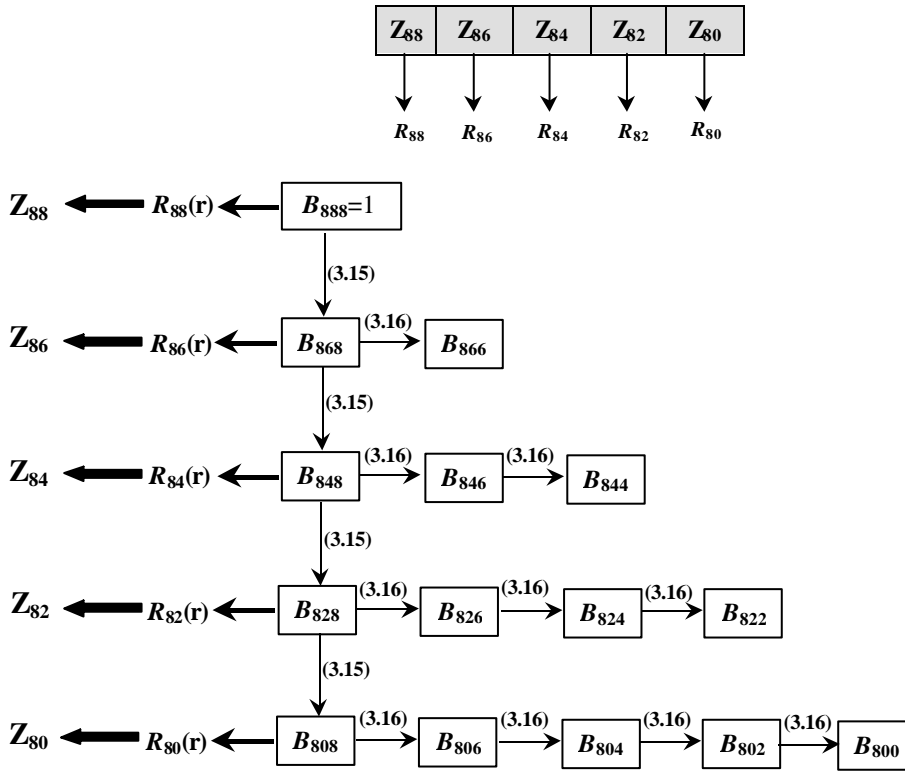 Z88 Z86 Z84 Z82 Z80
R88 R86 R84 R82 R80
Z88 R88(r) B888=1
(3.15)
(3.16)
Z86 R86(r) B868 B866
(3.15)
(3.16) (3.16)
Z84 R84(r) B848 B846 B844
(3.15)
(3.16) (3.16) (3.16)
Z82 R82(r) B828 B826 B824 B822
(3.15)
(3.16) (3.16) (3.16) (3.16)
Z80 R80(r) B808 B806 B804 B802 B800